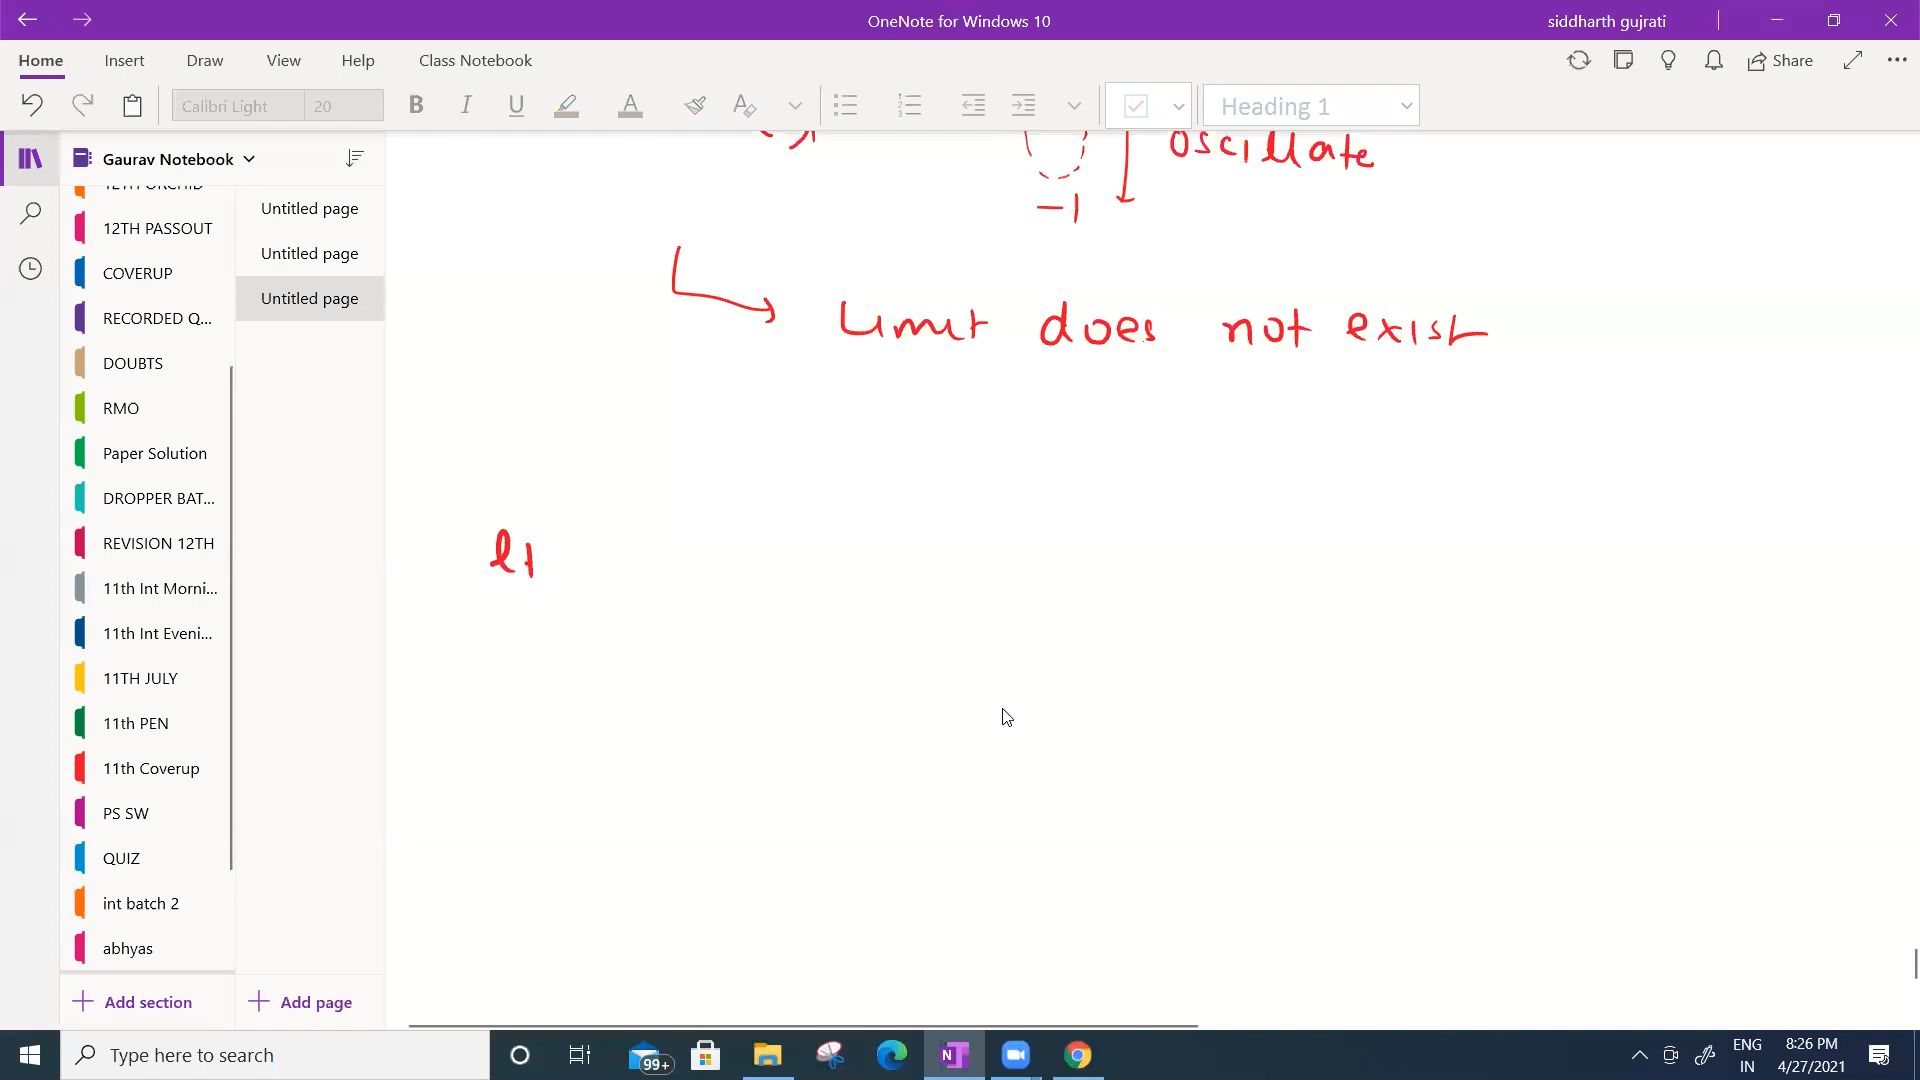 OneNote for Windows 10
siddharth gujrati
Home Insert Draw View Help Class Notebook
Share
Calibri Light 20
B I U A
Heading 1
Gaurav Notebook
12TH ORCHID
12TH PASSOUT
COVERUP
RECORDED Q...
DOUBTS
RMO
Paper Solution
DROPPER BAT...
REVISION 12TH
11th Int Morni...
11th Int Eveni...
11TH JULY
11th PEN
11th Coverup
PS SW
QUIZ
int batch 2
abhyas
Add section
Untitled page
Untitled page
Untitled page
Add page
oscillate
-1
Limit does not exist
Type here to search
99+
N
ENG
IN
8:26 PM
4/27/2021